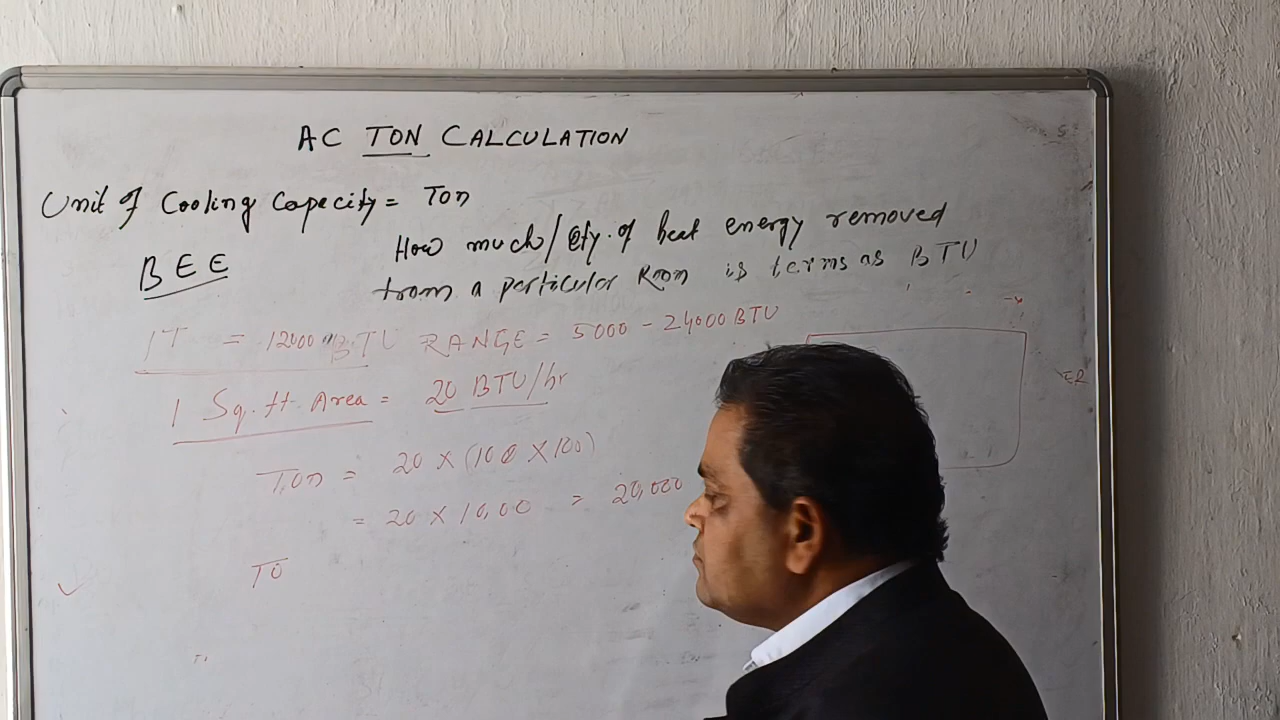 AC TON CALCULATION
Unit of Cooling Capacity = Ton
BEE
How much/Qty. of heat energy removed
from a particular Room is terms as BTU
1T = 12000 BTU RANGE = 5000 - 24000 BTU
1 Sq. ft. Area = 20 BTU/hr
Ton = 20 X (100 X 100)
= 20 X 10,00 = 20,000
TO